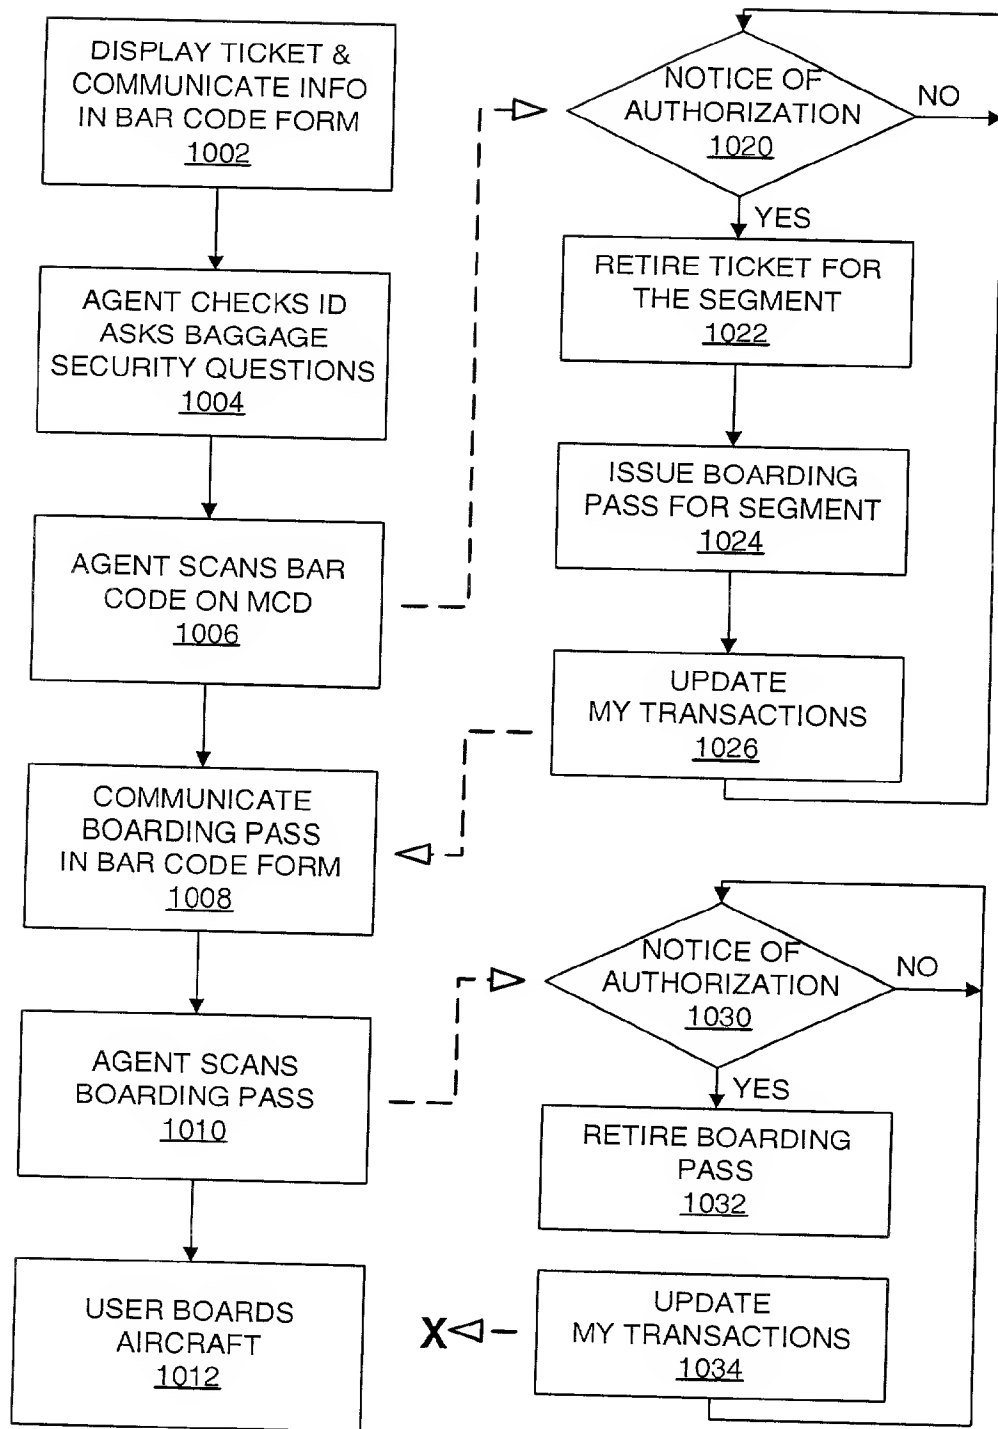 DISPLAY TICKET &
COMMUNICATE INFO
IN BAR CODE FORM
1002
AGENT CHECKS ID
ASKS BAGGAGE
SECURITY QUESTIONS
1004
AGENT SCANS BAR
CODE ON MCD
1006
COMMUNICATE
BOARDING PASS
IN BAR CODE FORM
1008
AGENT SCANS
BOARDING PASS
1010
USER BOARDS
AIRCRAFT
1012
NOTICE OF
AUTHORIZATION
1020
NO
YES
RETIRE TICKET FOR
THE SEGMENT
1022
ISSUE BOARDING
PASS FOR SEGMENT
1024
UPDATE
MY TRANSACTIONS
1026
NOTICE OF
AUTHORIZATION
1030
NO
YES
RETIRE BOARDING
PASS
1032
UPDATE
MY TRANSACTIONS
1034
X